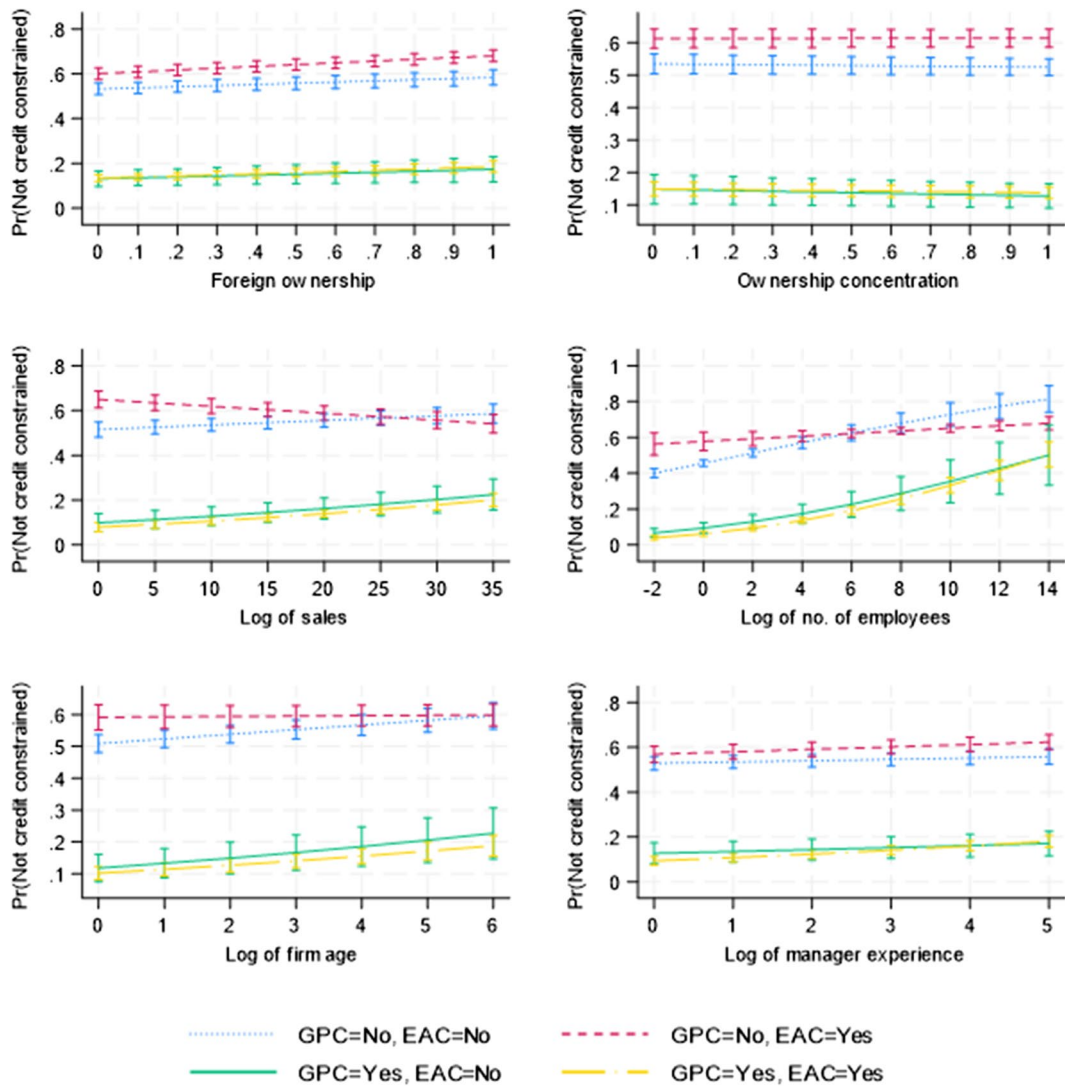 Pr(Not credit constrained)
.8
.6
.4
.2
0
0 .1 .2 .3 .4 .5 .6 .7 .8 .9 1
Foreign ownership
Pr(Not credit constrained)
.6
.5
.4
.3
.2
.1
0 .1 .2 .3 .4 .5 .6 .7 .8 .9 1
Ownership concentration
Pr(Not credit constrained)
.8
.6
.4
.2
0
0 5 10 15 20 25 30 35
Log of sales
Pr(Not credit constrained)
1
.8
.6
.4
.2
0
-2 0 2 4 6 8 10 12 14
Log of no. of employees
Pr(Not credit constrained)
.6
.5
.4
.3
.2
.1
0 1 2 3 4 5 6
Log of firm age
Pr(Not credit constrained)
.8
.6
.4
.2
0
0 1 2 3 4 5
Log of manager experience
GPC=No, EAC=No
GPC=No, EAC=Yes
GPC=Yes, EAC=No
GPC=Yes, EAC=Yes